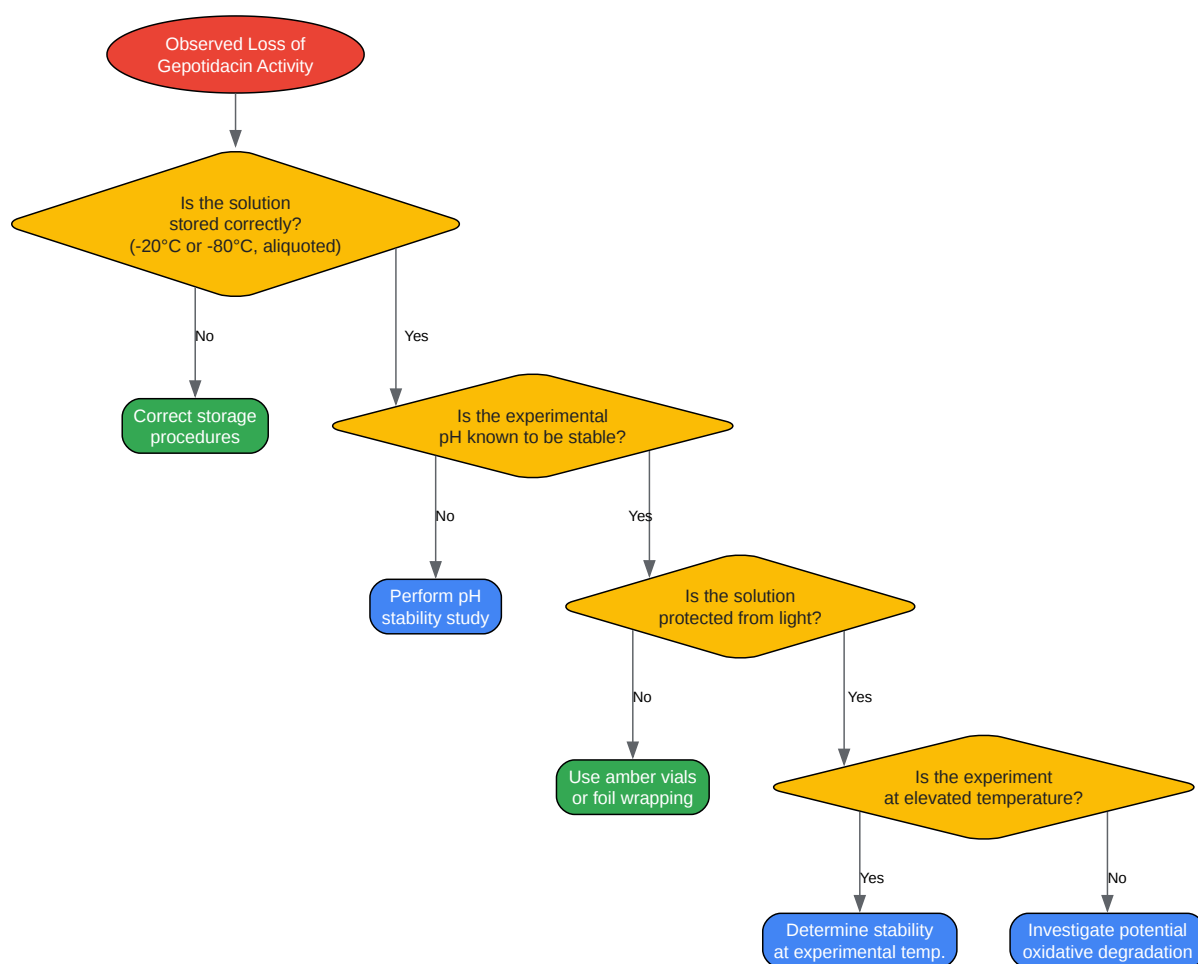 Observed Loss of
Gepotidacin Activity
Is the solution
stored correctly?
(-20°C or -80°C, aliquoted)
No
Yes
Correct storage
procedures
Is the experimental
pH known to be stable?
No
Yes
Perform pH
stability study
Is the solution
protected from light?
No
Yes
Use amber vials
or foil wrapping
Is the experiment
at elevated temperature?
Yes
No
Determine stability
at experimental temp.
Investigate potential
oxidative degradation